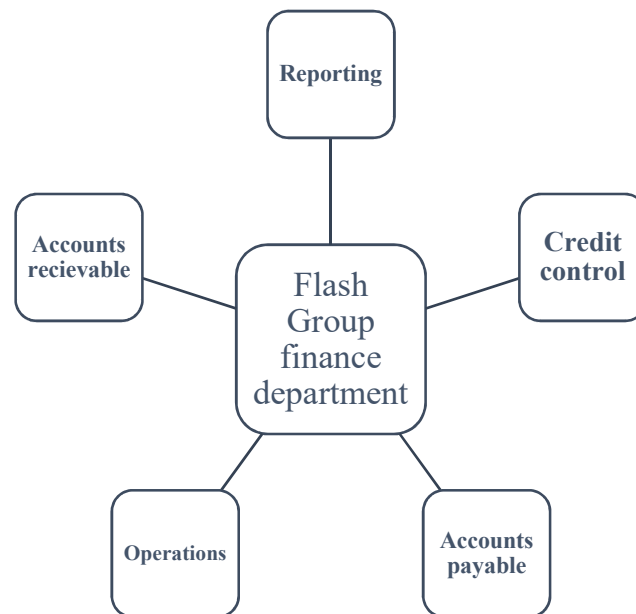 Reporting
Accounts
recievable
Credit
control
Flash
Group
finance
department
Operations
Accounts
payable